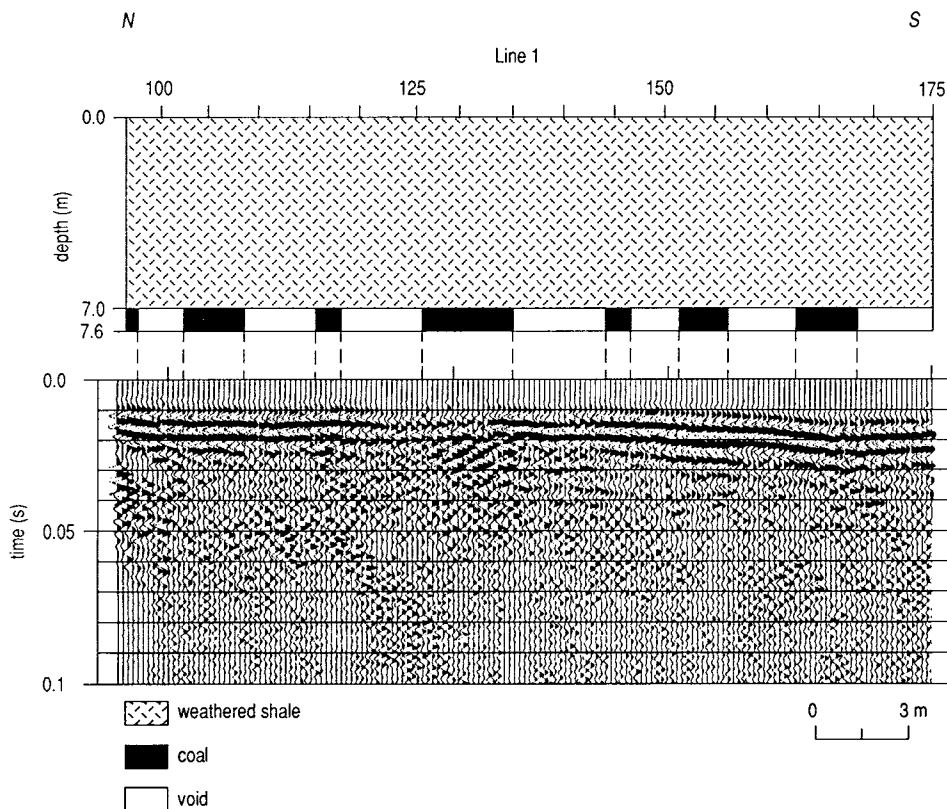 N S
Line 1
100 125 150 175
0.0
depth (m)
7.0
7.6
0.0
time (s)
0.05
0.1
weathered shale
coal
void
0 3 m